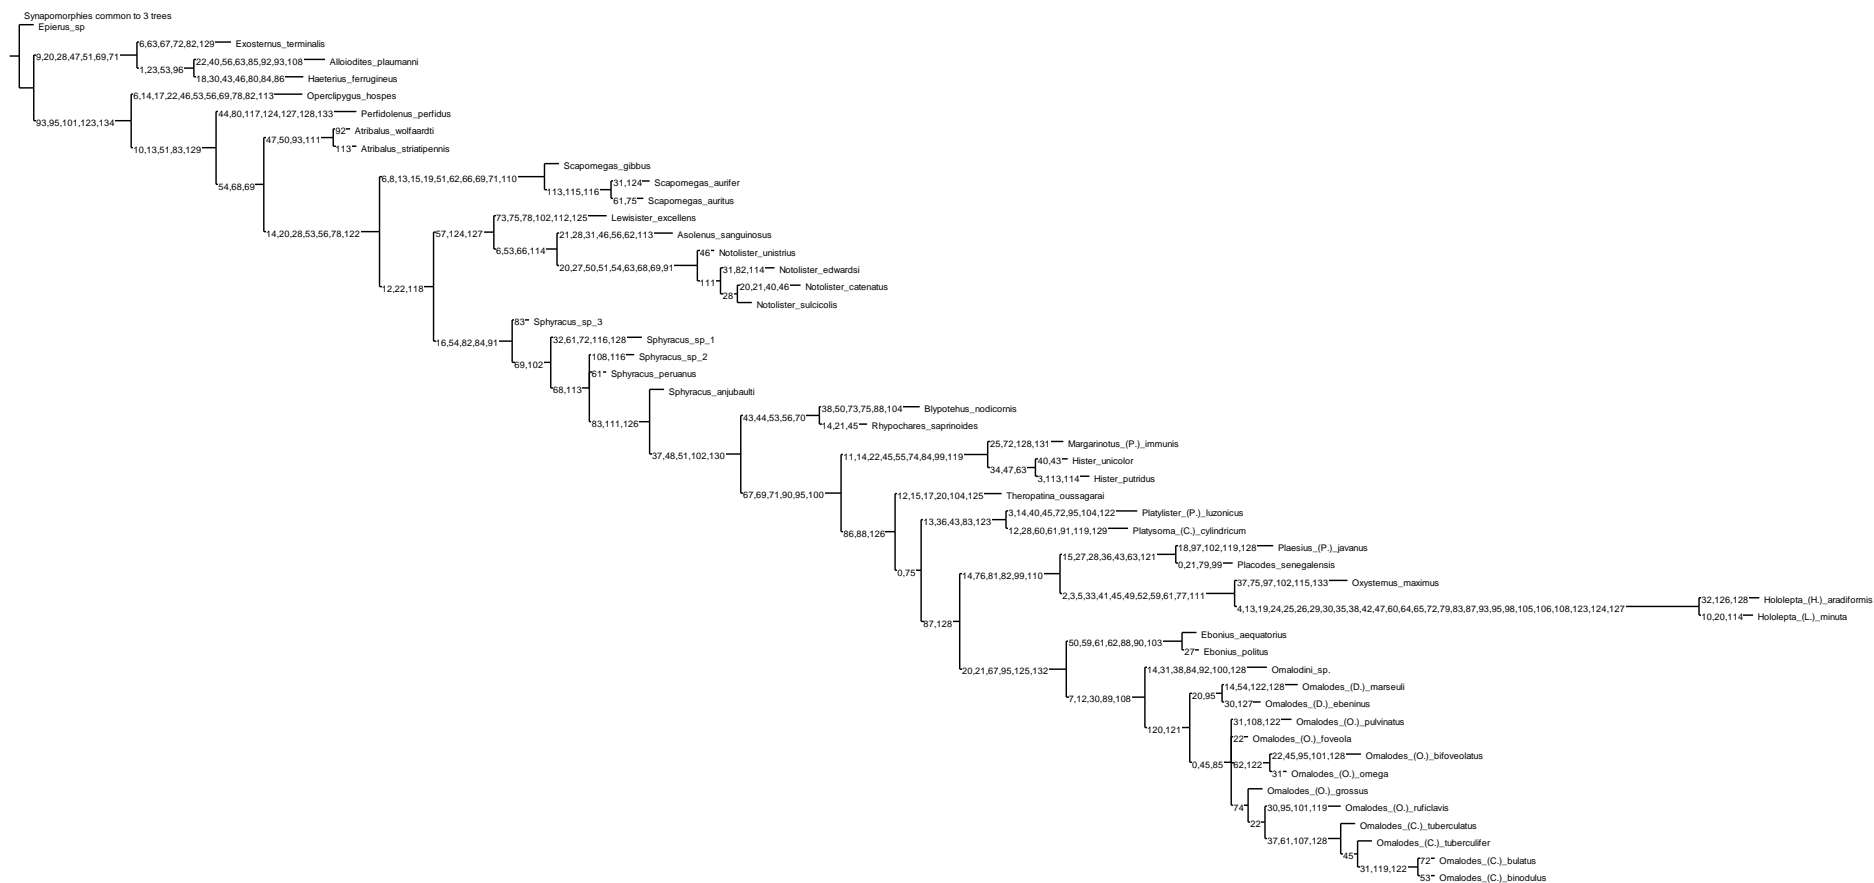 Synapomorphies common to 3 trees
Epierus_sp
6,63,67,72,82,129 Exosternus_terminalis
9,20,28,47,51,69,71
22,40,56,63,85,92,93,108 Alloiodites_plaumanni
1,23,53,96
18,30,43,46,80,84,86 Haeterius_ferrugineus
6,14,17,22,46,53,56,69,78,82,113 Operclipygus_hospes
44,80,117,124,127,128,133 Perfidolenus_perfidus
93,95,101,123,134
92 Atribalus_wolfaardti
47,50,93,111
10,13,51,83,129
113 Atribalus_striatipennis
Scapomegas_gibbus
6,8,13,15,19,51,62,66,69,71,110
31,124 Scapomegas_aurifer
54,68,69
113,115,116
61,75 Scapomegas_auritus
73,75,78,102,112,125 Lewisister_excellens
14,20,28,53,56,78,122
57,124,127
21,28,31,46,56,62,113 Asolenus_sanguinosus
6,53,66,114
46 Notolister_unistrius
20,27,50,51,54,63,68,69,91
31,82,114 Notolister_edwardsi
111
12,22,118
20,21,40,46 Notolister_catenatus
28
Notolister_sulcicolis
83 Sphyracus_sp_3
16,54,82,84,91
32,61,72,116,128 Sphyracus_sp_1
108,116 Sphyracus_sp_2
69,102
61 Sphyracus_peruanus
68,113
Sphyracus_anjubaulti
38,50,73,75,88,104 Blypotehus_nodicornis
43,44,53,56,70
83,111,126
14,21,45 Rhypochares_saprinoides
25,72,128,131 Margarinotus_(P.)_immunis
37,48,51,102,130
11,14,22,45,55,74,84,99,119
40,43 Hister_unicolor
34,47,63
3,113,114 Hister_putridus
67,69,71,90,95,100
12,15,17,20,104,125 Theropatina_oussagarai
3,14,40,45,72,95,104,122 Platylister_(P.)_luzonicus
13,36,43,83,123
86,88,126
12,28,60,61,91,119,129 Platysoma_(C.)_cylindricum
18,97,102,119,128 Plaesius_(P.)_javanus
15,27,28,36,43,63,121
0,21,79,99 Placodes_senegalensis
0,75
14,76,81,82,99,110
37,75,97,102,115,133 Oxysternus_maximus
2,3,5,33,41,45,49,52,59,61,77,111
32,126,128 Hololepta_(H.)_aradiformis
4,13,19,24,25,26,29,30,35,38,42,47,60,64,65,72,79,83,87,93,95,98,105,106,108,123,124,127
10,20,114 Hololepta_(L.)_minuta
87,128
Ebonius_aequatorius
50,59,61,62,88,90,103
27 Ebonius_politus
20,21,67,95,125,132
14,31,38,84,92,100,128 Omalodini_sp.
14,54,122,128 Omalodes_(D.)_marseuli
20,95
7,12,30,89,108
30,127 Omalodes_(D.)_ebeninus
31,108,122 Omalodes_(O.)_pulvinatus
120,121
22 Omalodes_(O.)_foveola
22,45,95,101,128 Omalodes_(O.)_bifoveolatus
0,45,85
62,122
31 Omalodes_(O.)_omega
Omalodes_(O.)_grossus
74
30,95,101,119 Omalodes_(O.)_ruficlavis
22
Omalodes_(C.)_tuberculatus
37,61,107,128
Omalodes_(C.)_tuberculifer
45
72 Omalodes_(C.)_bulatus
31,119,122
53 Omalodes_(C.)_binodulus